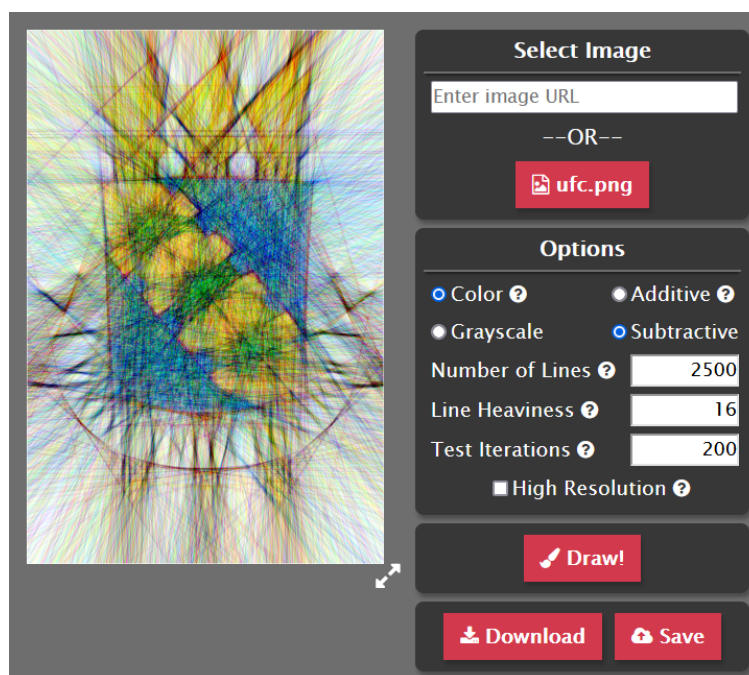 Select Image
Enter image URL
--OR--
ufc.png
Options
Color Additive
Grayscale Subtractive
Number of Lines 2500
Line Heaviness 16
Test Iterations 200
High Resolution
Draw!
Download Save